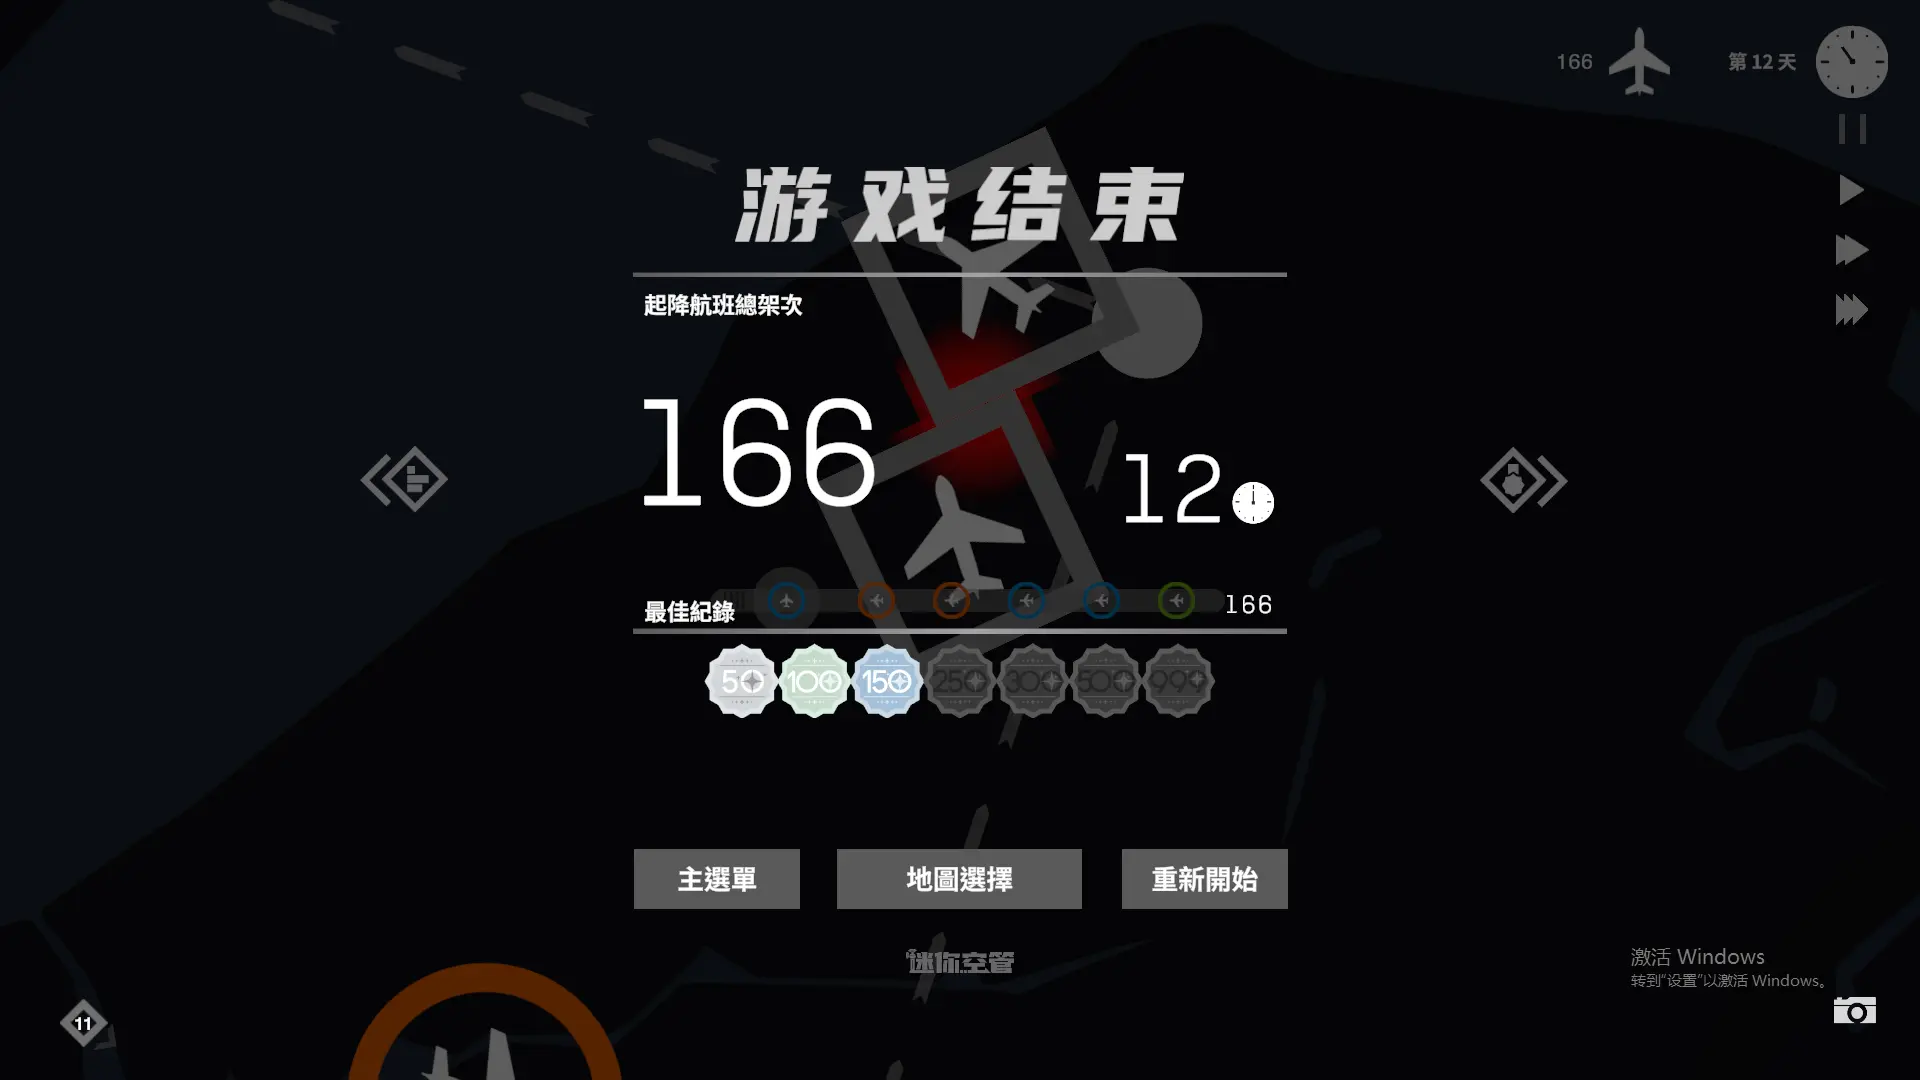 166
第 12 天
游戏结束
起降航班總架次
166
12
最佳紀錄
166
50 100 150 250 300 500 999
主選單
地圖選擇
重新開始
迷你空管
激活 Windows
转到“设置”以激活 Windows。
11